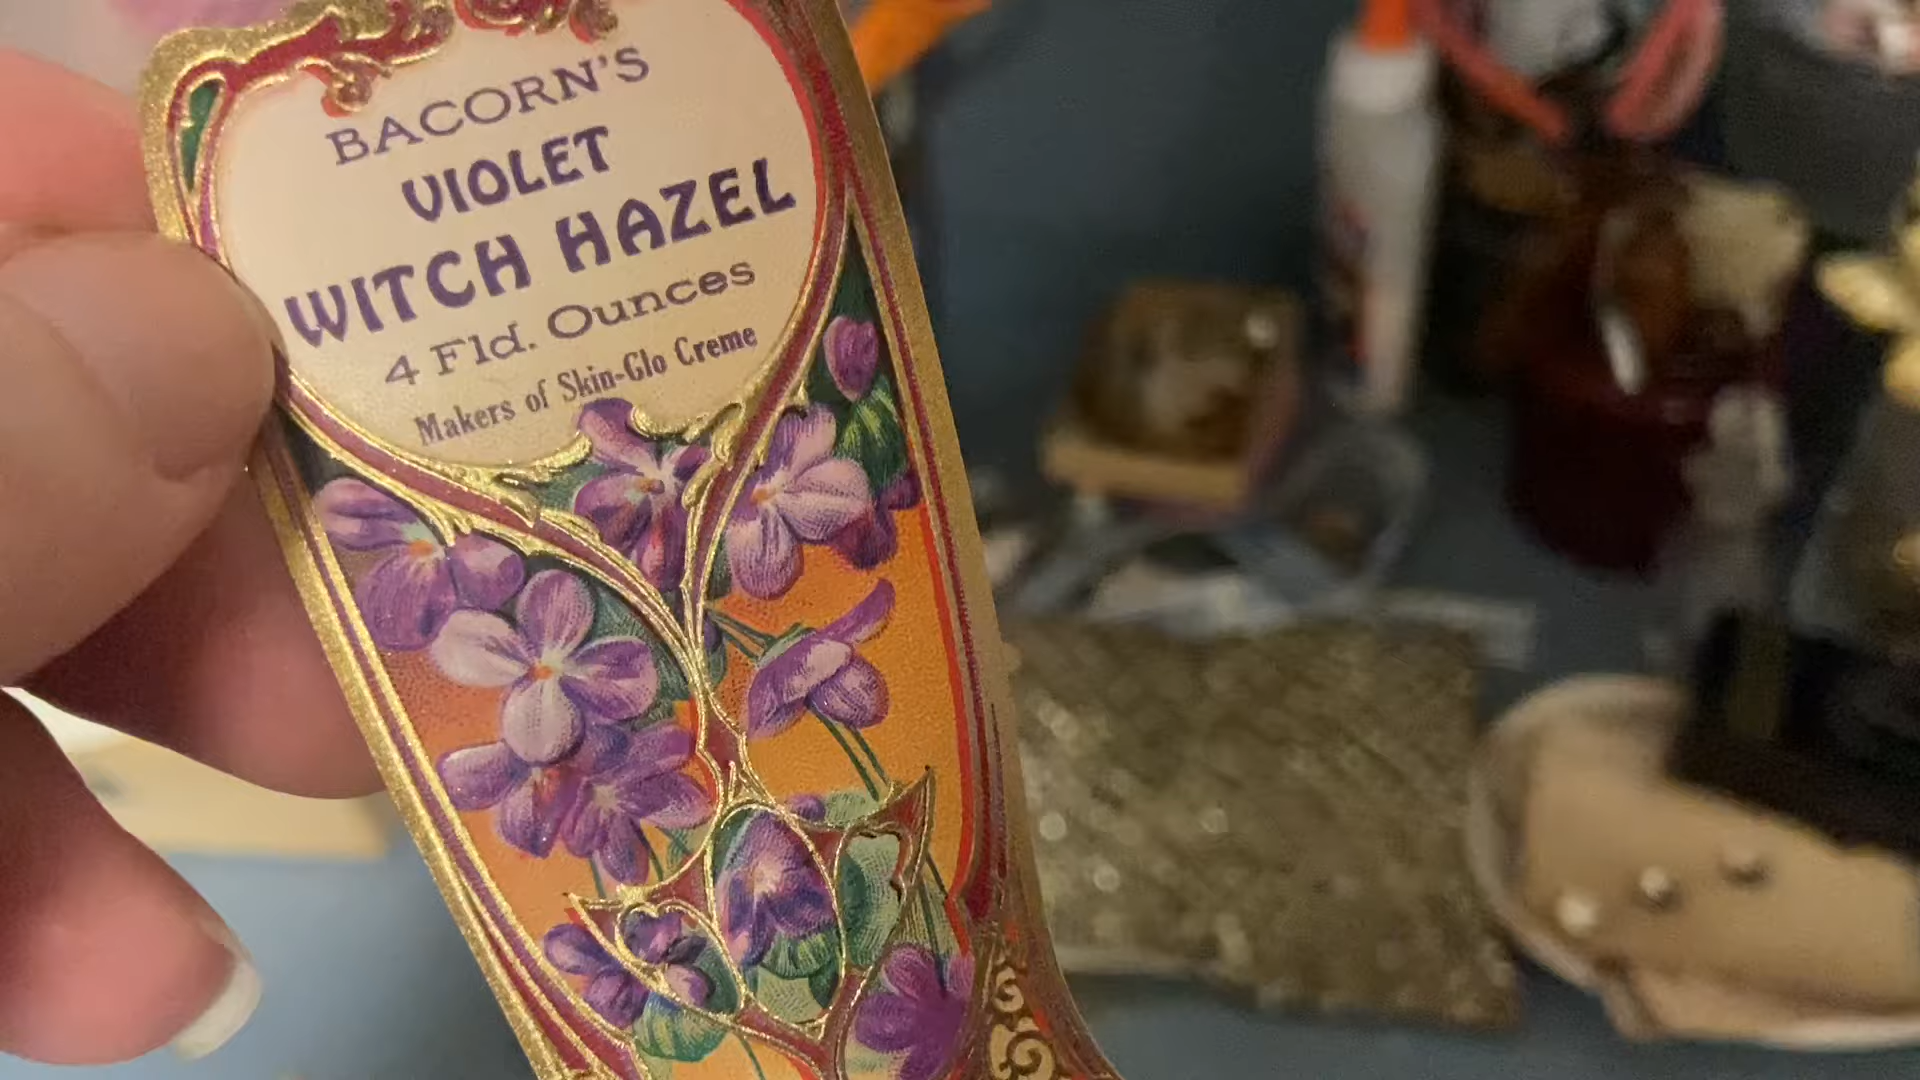 BACORN'S
VIOLET
WITCH HAZEL
4 Fld. Ounces
Makers of Skin-Glo Creme